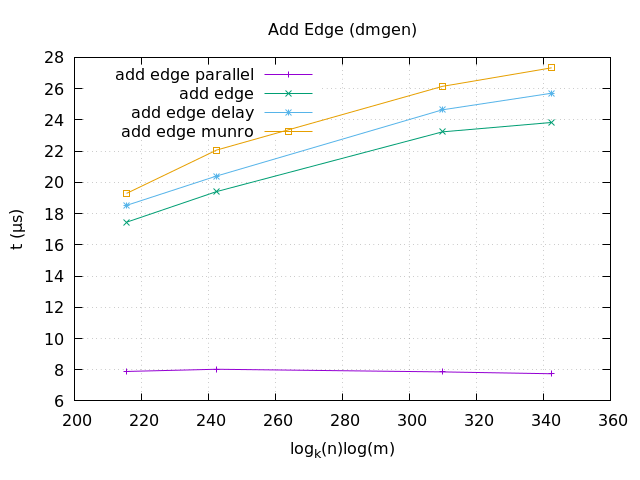 Add Edge (dmgen)
28
26
24
22
20
18
16
14
12
10
8
6
t (µs)
add edge parallel
add edge
add edge delay
add edge munro
200 220 240 260 280 300 320 340 360
logk(n)log(m)